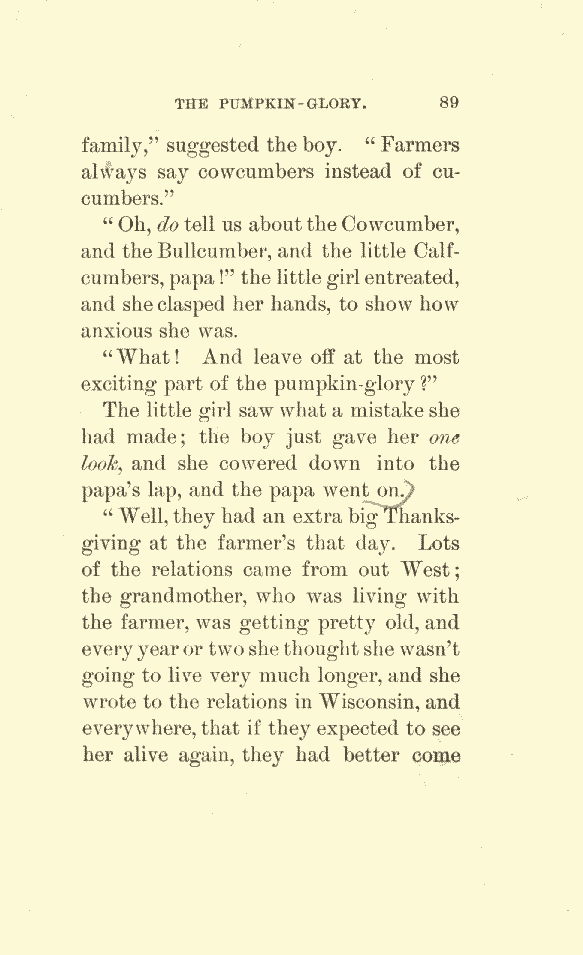 THE PUMPKIN-GLORY. 89
family,” suggested the boy. “Farmers
always say cowcumbers instead of cu-
cumbers.”
“Oh, do tell us about the Cowcumber,
and the Bullcumber, and the little Calf-
cumbers, papa!” the little girl entreated,
and she clasped her hands, to show how
anxious she was.
“What! And leave off at the most
exciting part of the pumpkin-glory?”
The little girl saw what a mistake she
had made; the boy just gave her one
look, and she cowered down into the
papa’s lap, and the papa went on.
“Well, they had an extra big Thanks-
giving at the farmer’s that day. Lots
of the relations came from out West;
the grandmother, who was living with
the farmer, was getting pretty old, and
every year or two she thought she wasn’t
going to live very much longer, and she
wrote to the relations in Wisconsin, and
everywhere, that if they expected to see
her alive again, they had better come